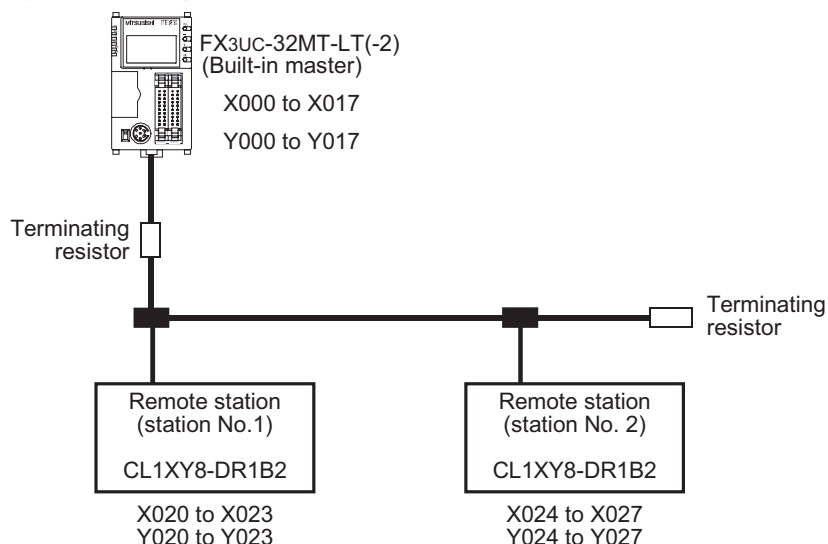 MITSUBISHI
FX3UC-32MT-LT(-2)
(Built-in master)
X000 to X017
Y000 to Y017
Terminating
resistor
Terminating
resistor
Remote station
(station No.1)
CL1XY8-DR1B2
X020 to X023
Y020 to Y023
Remote station
(station No. 2)
CL1XY8-DR1B2
X024 to X027
Y024 to Y027